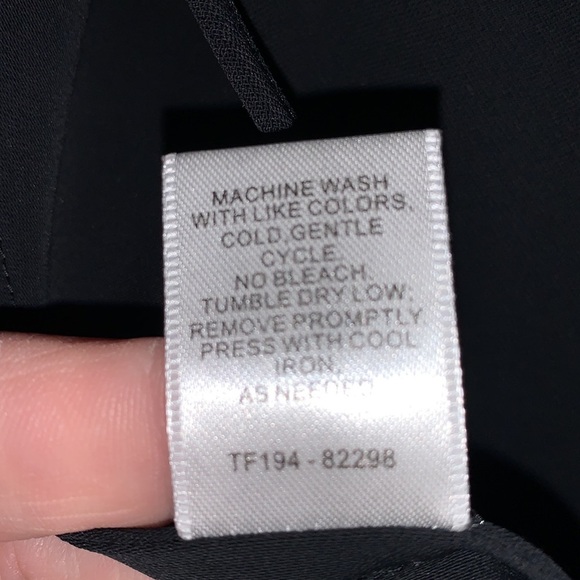 MACHINE WASH
WITH LIKE COLORS,
COLD,GENTLE
CYCLE.
NO BLEACH.
TUMBLE DRY LOW;
REMOVE PROMPTLY.
PRESS WITH COOL
IRON,
AS NEEDED
TF194 - 82298